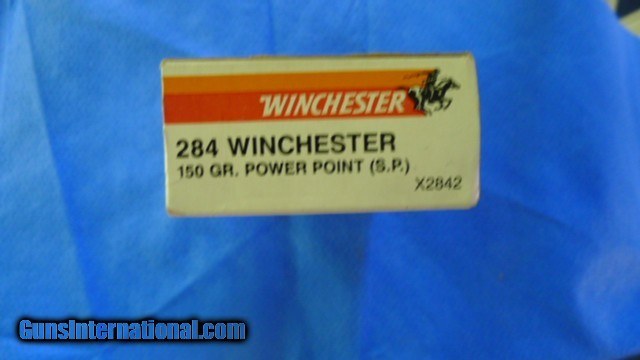 WINCHESTER
284 WINCHESTER
150 GR. POWER POINT (S.P.)
X2842
GunsInternational.com